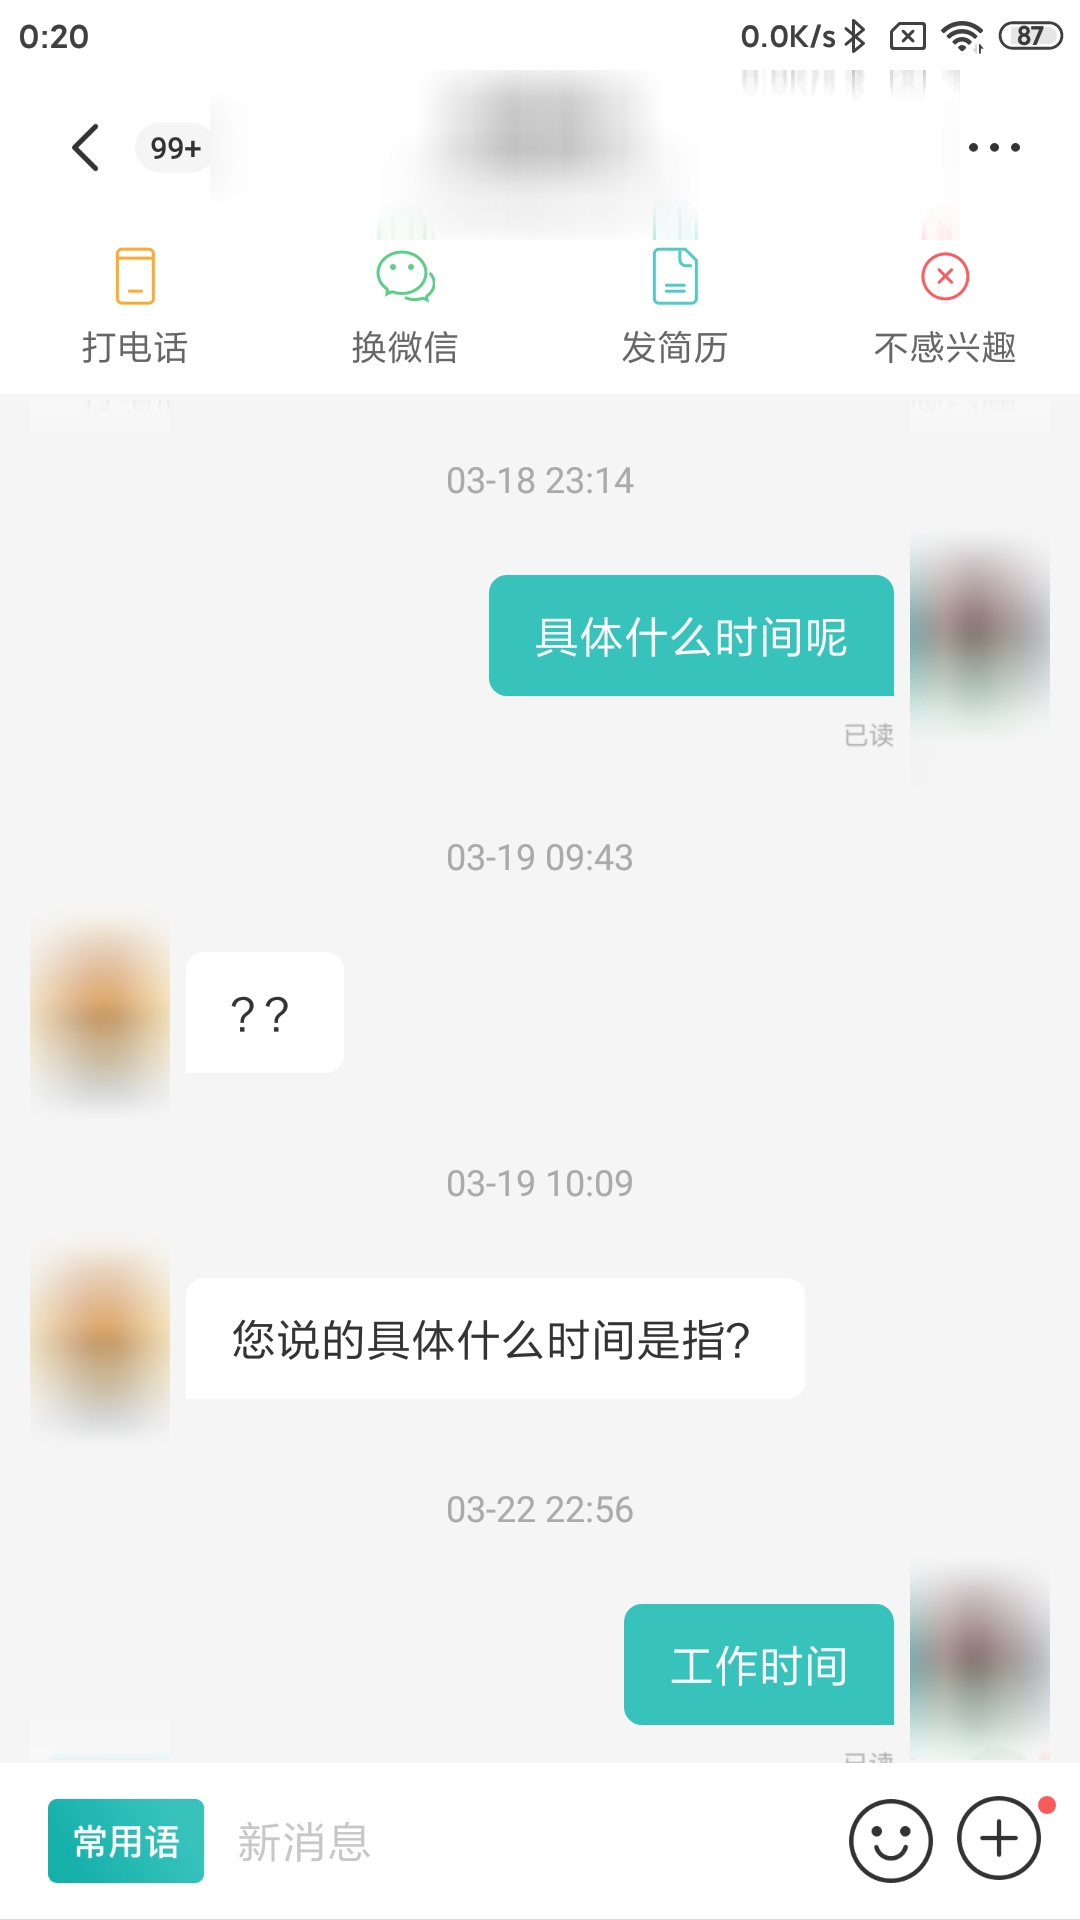 0:20
0.0K/s 87
99+
打电话 换微信 发简历 不感兴趣
03-18 23:14
具体什么时间呢
已读
03-19 09:43
??
03-19 10:09
您说的具体什么时间是指?
03-22 22:56
工作时间
已读
常用语 新消息